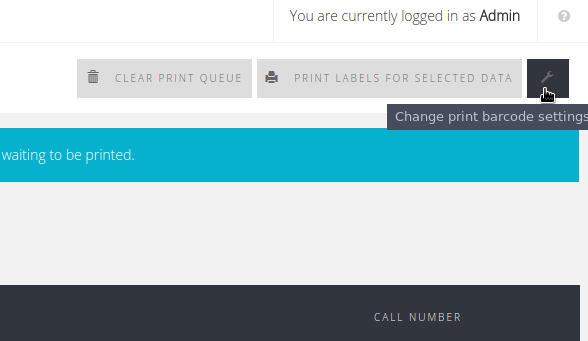 You are currently logged in as Admin
CLEAR PRINT QUEUE
PRINT LABELS FOR SELECTED DATA
Change print barcode settings
waiting to be printed.
CALL NUMBER